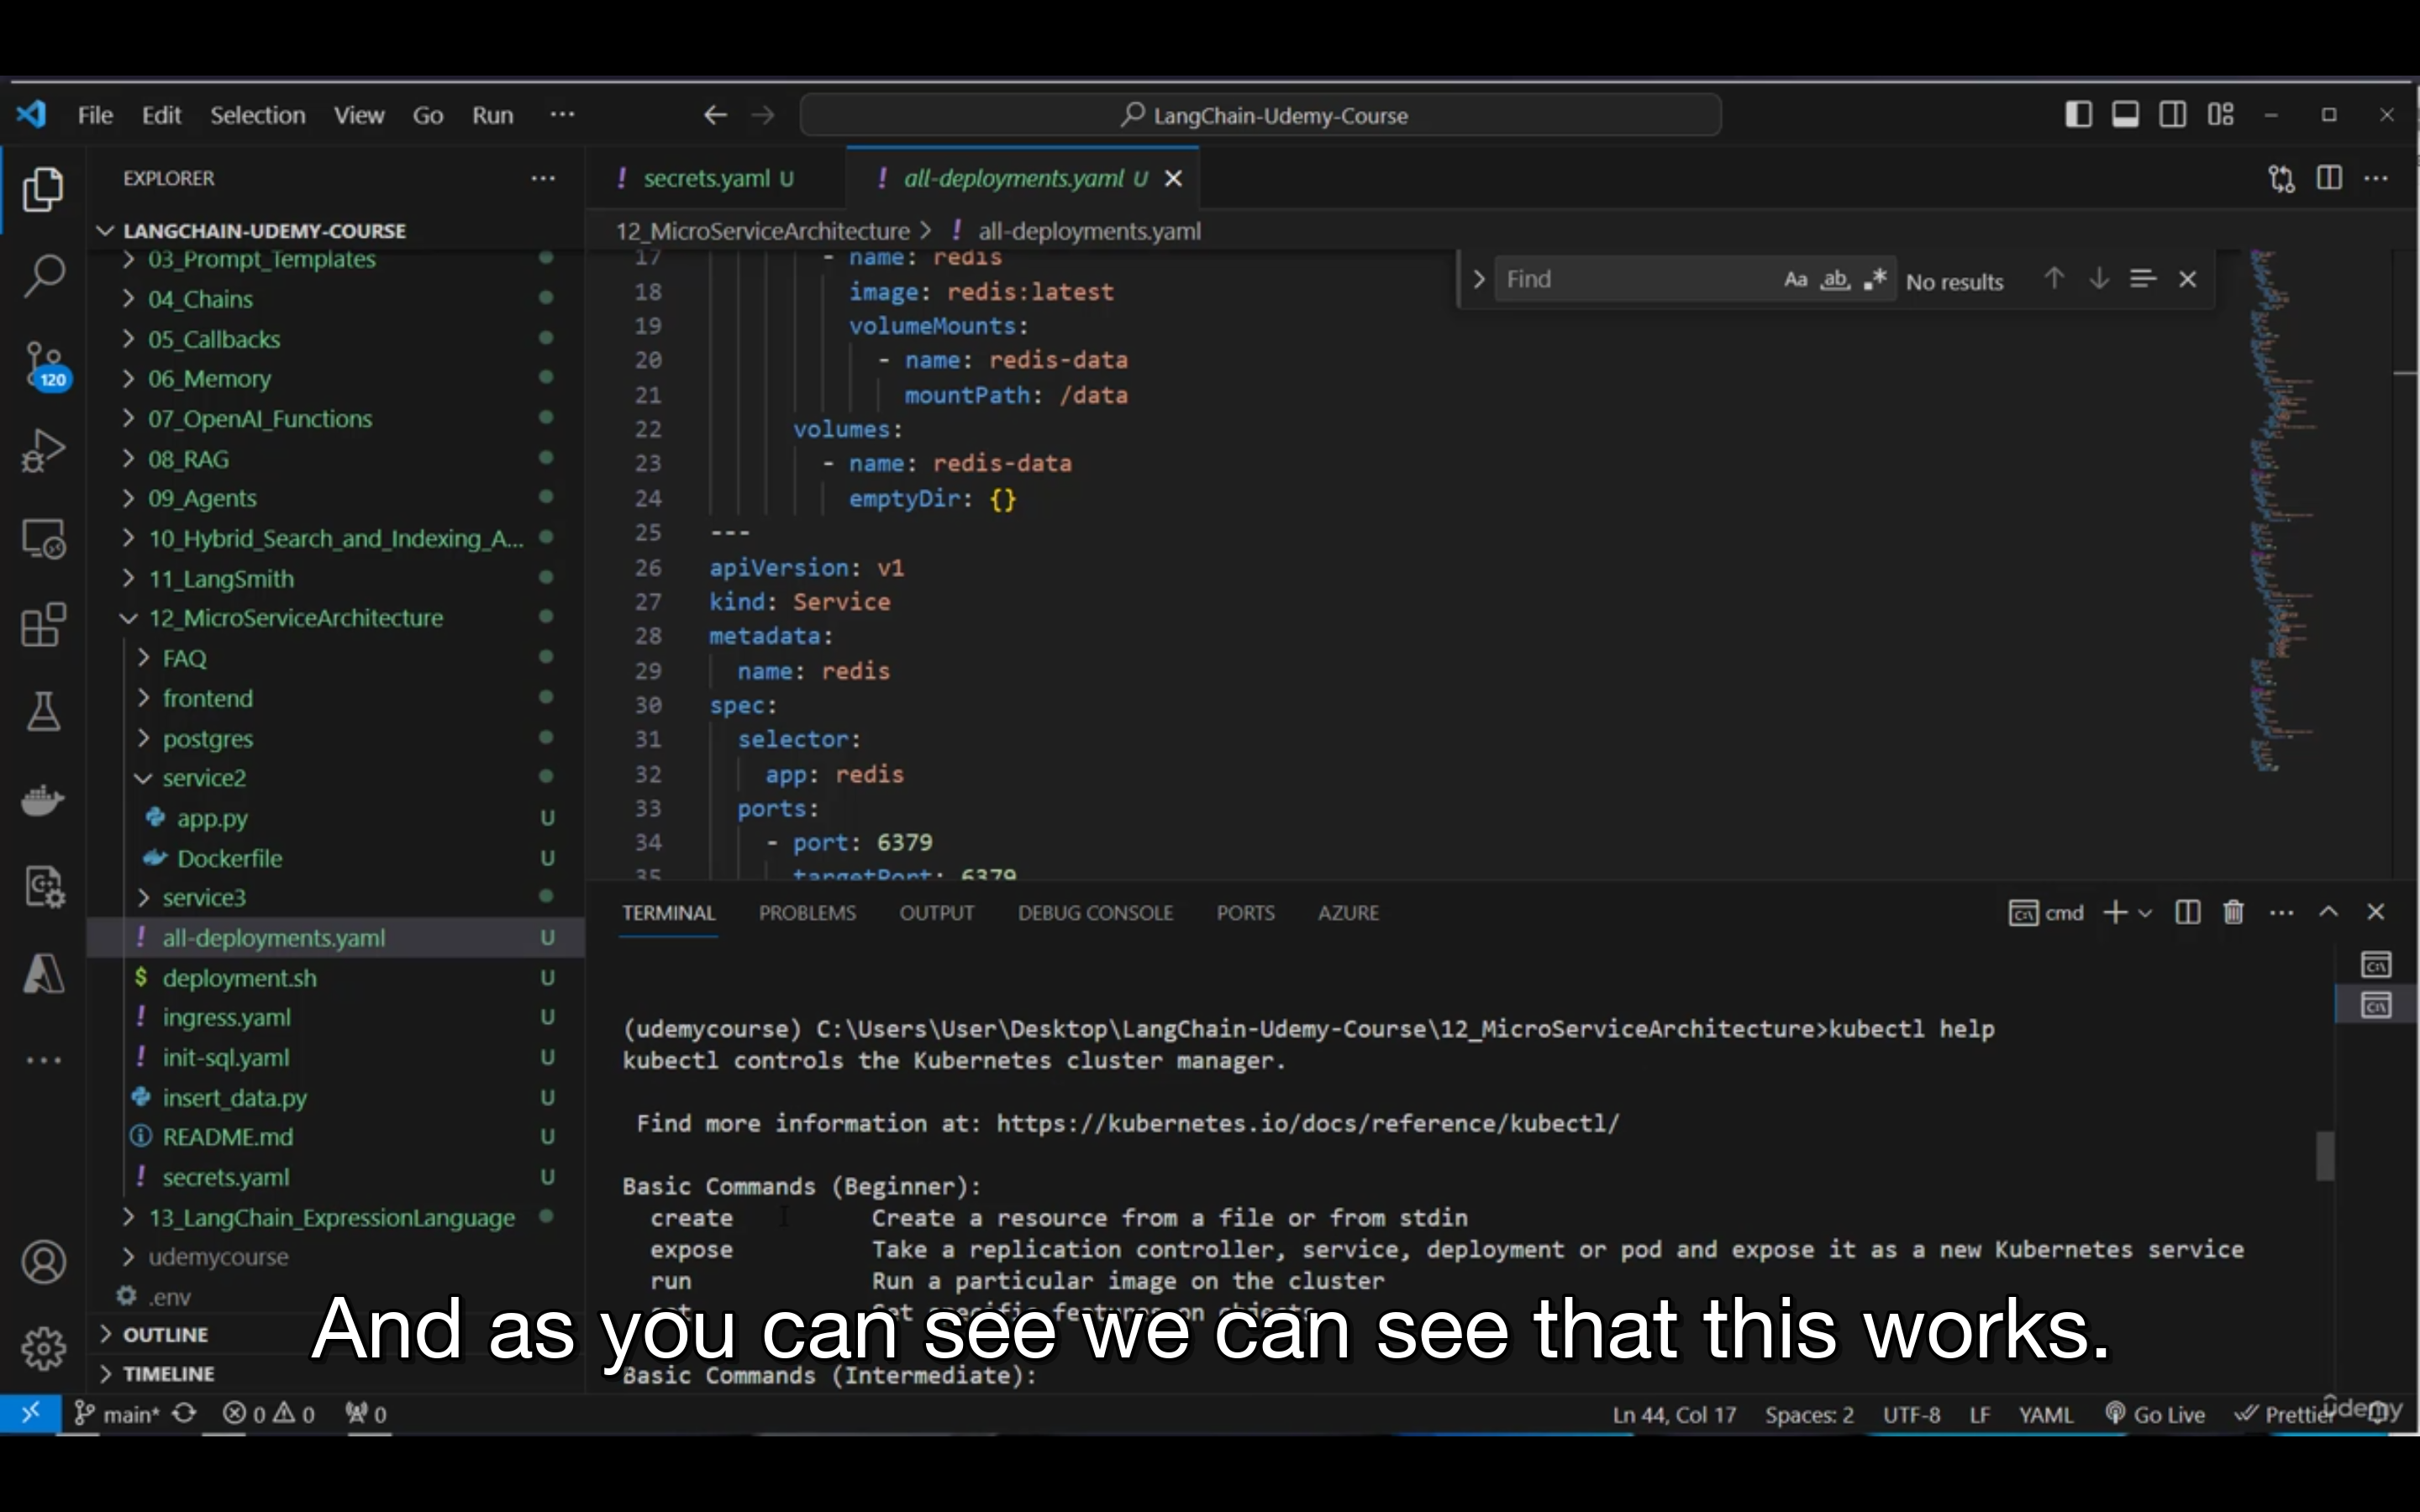 File Edit Selection View Go Run ...
LangChain-Udemy-Course
EXPLORER
LANGCHAIN-UDEMY-COURSE
03_Prompt_Templates
04_Chains
05_Callbacks
06_Memory
07_OpenAI_Functions
08_RAG
09_Agents
10_Hybrid_Search_and_Indexing_A...
11_LangSmith
12_MicroServiceArchitecture
FAQ
frontend
postgres
service2
app.py U
Dockerfile U
service3
! all-deployments.yaml U
$ deployment.sh U
! ingress.yaml U
! init-sql.yaml U
insert_data.py U
README.md U
! secrets.yaml U
13_LangChain_ExpressionLanguage
udemycourse
.env
OUTLINE
TIMELINE
120
! secrets.yaml U
! all-deployments.yaml U
12_MicroServiceArchitecture > ! all-deployments.yaml
Find Aa ab .* No results
17 - name: redis
18 image: redis:latest
19 volumeMounts:
20 - name: redis-data
21 mountPath: /data
22 volumes:
23 - name: redis-data
24 emptyDir: {}
25 ---
26 apiVersion: v1
27 kind: Service
28 metadata:
29 name: redis
30 spec:
31 selector:
32 app: redis
33 ports:
34 - port: 6379
35 targetPort: 6379
TERMINAL PROBLEMS OUTPUT DEBUG CONSOLE PORTS AZURE
cmd
(udemycourse) C:\Users\User\Desktop\LangChain-Udemy-Course\12_MicroServiceArchitecture>kubectl help
kubectl controls the Kubernetes cluster manager.
Find more information at: https://kubernetes.io/docs/reference/kubectl/
Basic Commands (Beginner):
create Create a resource from a file or from stdin
expose Take a replication controller, service, deployment or pod and expose it as a new Kubernetes service
run Run a particular image on the cluster
set Set specific features on objects
Basic Commands (Intermediate):
And as you can see we can see that this works.
main* 0 0 0
Ln 44, Col 17 Spaces: 2 UTF-8 LF YAML Go Live Prettier
ûdemy